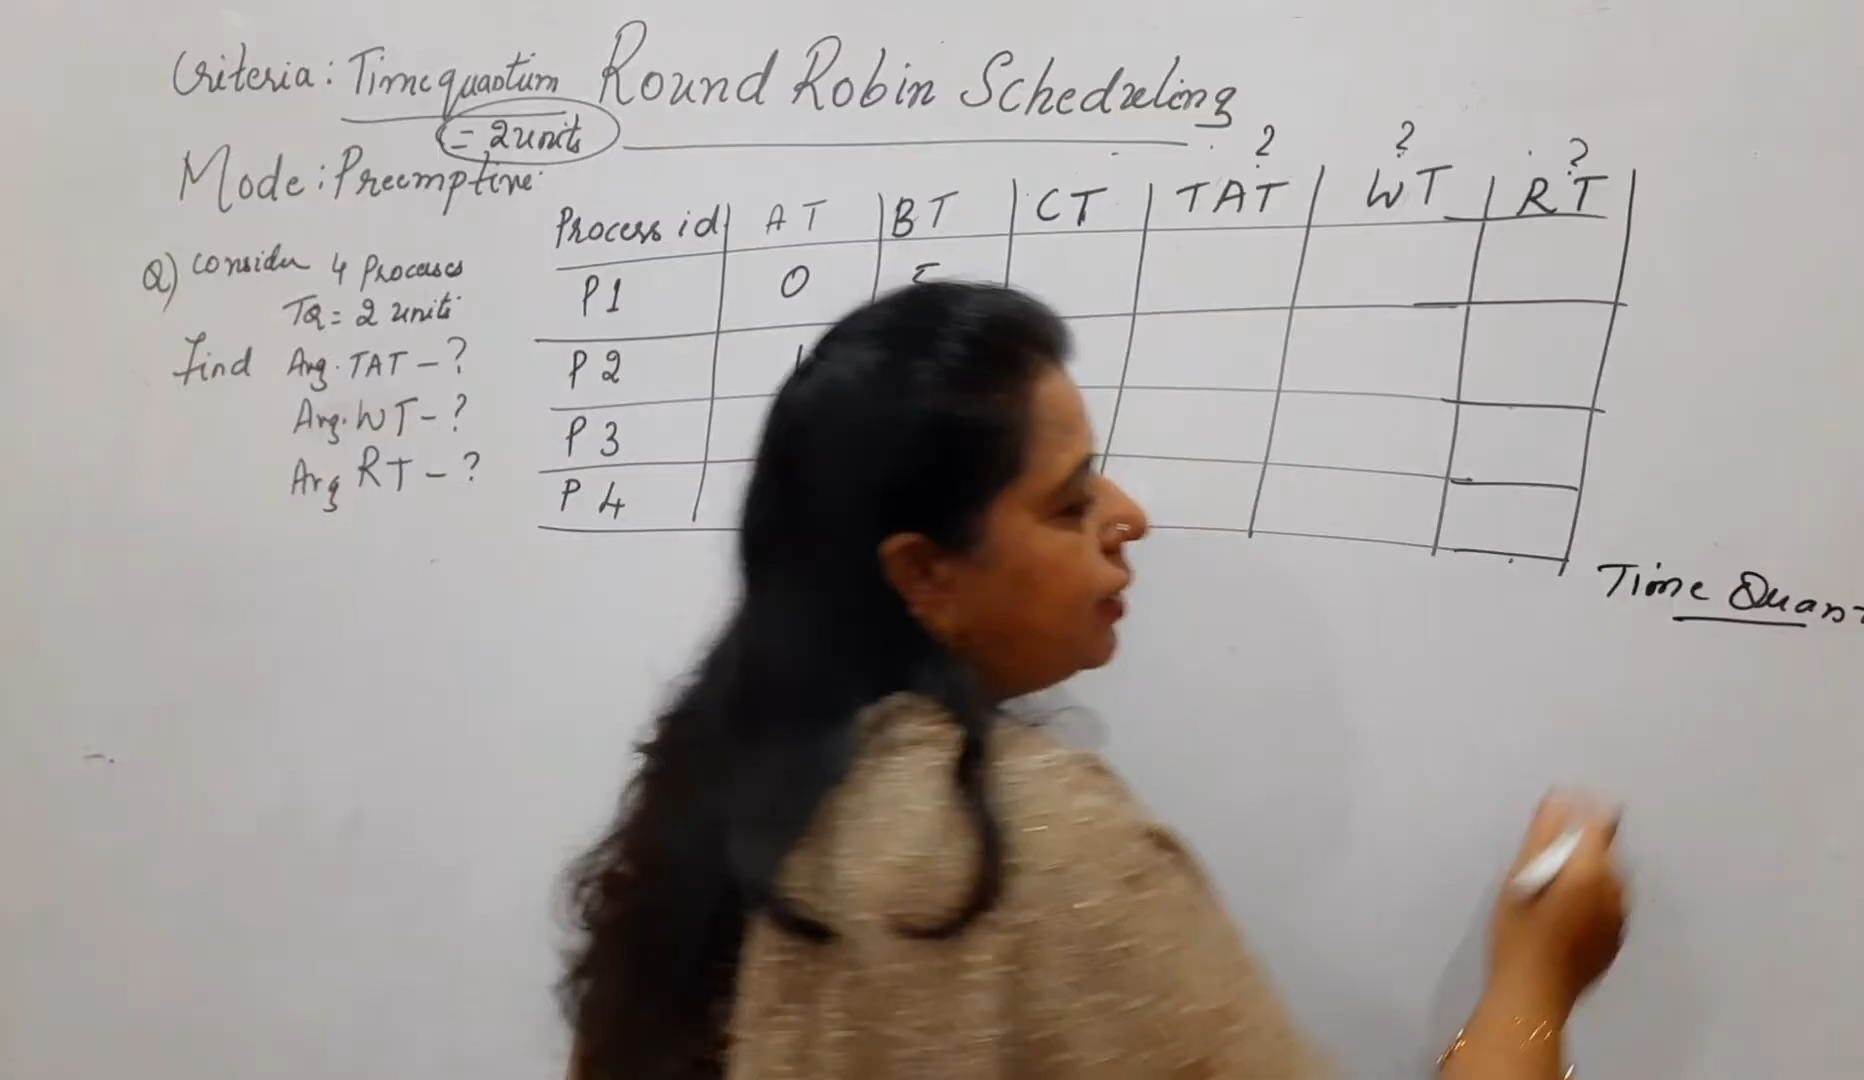 Criteria: Time quantum Round Robin Scheduling
= 2 units
Mode: Preemptive
? ? ?
Process id AT BT CT TAT WT RT
Q) Consider 4 Processes
TQ = 2 units
P1 0
Find Avg. TAT - ?
P2
Avg. WT - ?
P3
Avg RT - ?
P4
Time Quan